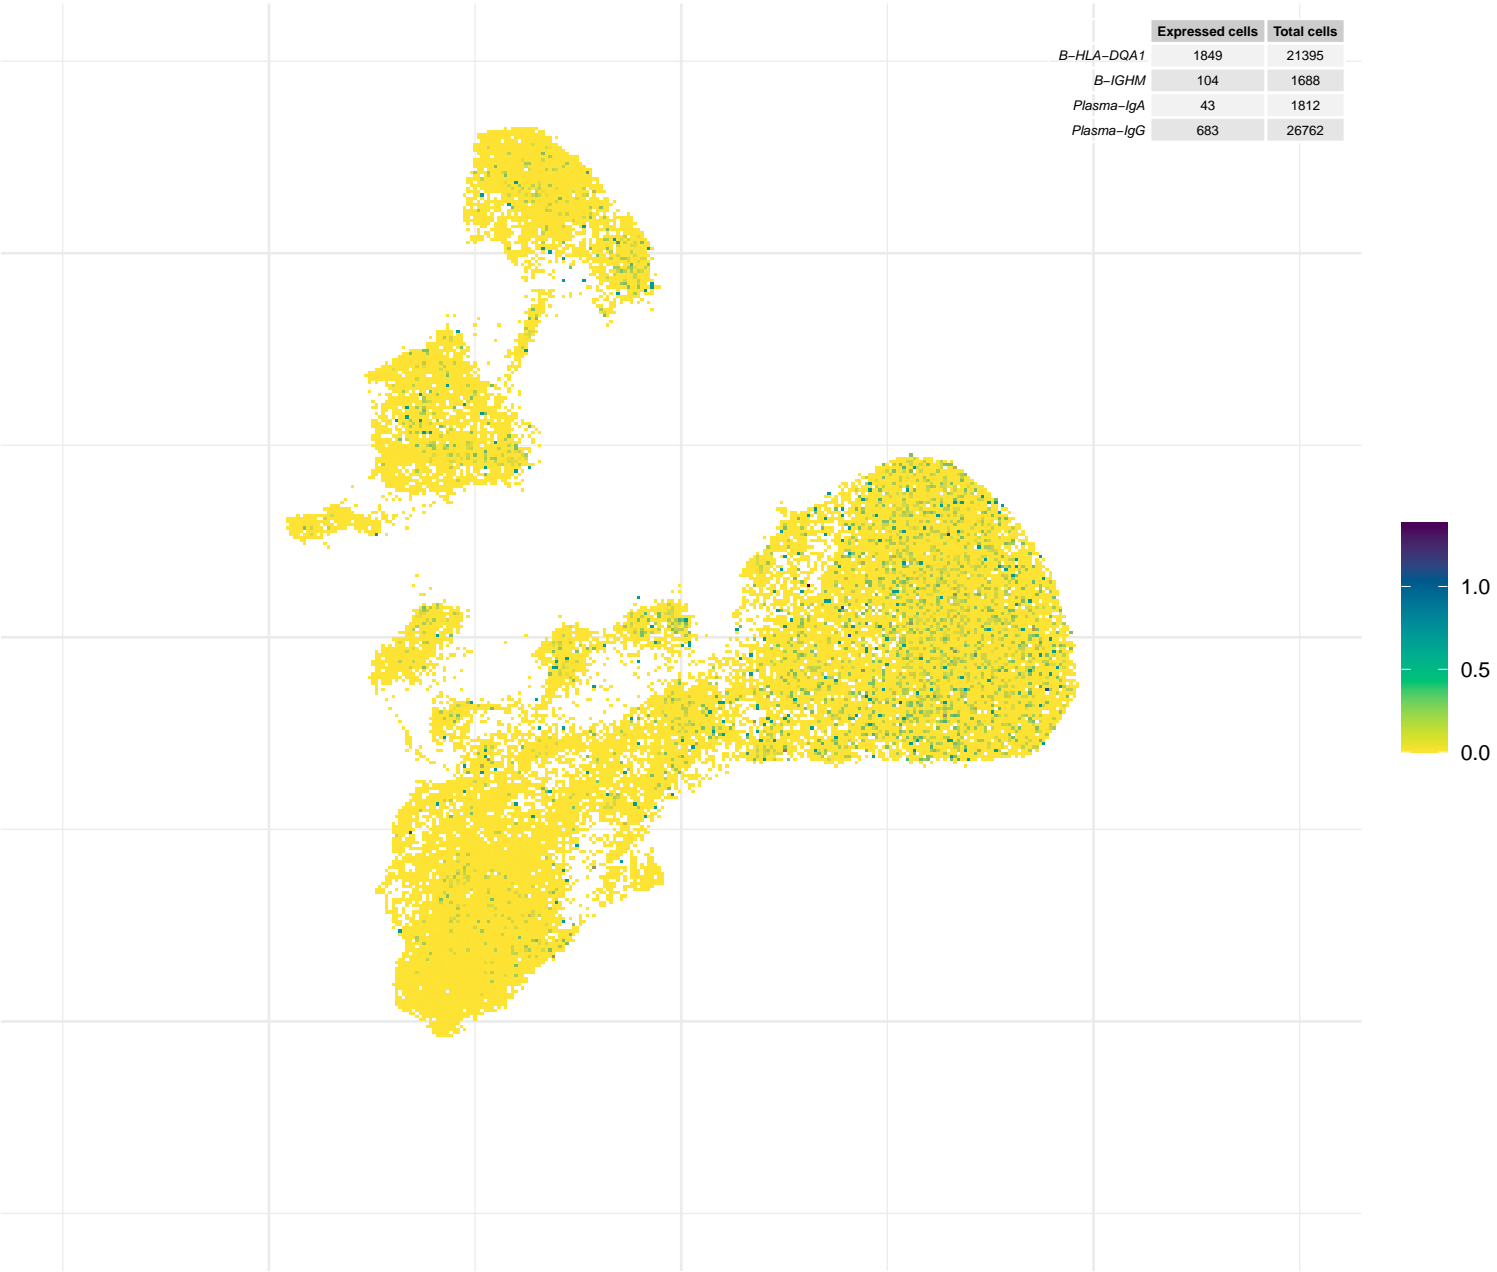 Expressed cells Total cells
B-HLA-DQA1 1849 21395
B-IGHM 104 1688
Plasma-IgA 43 1812
Plasma-IgG 683 26762
1.0
0.5
0.0